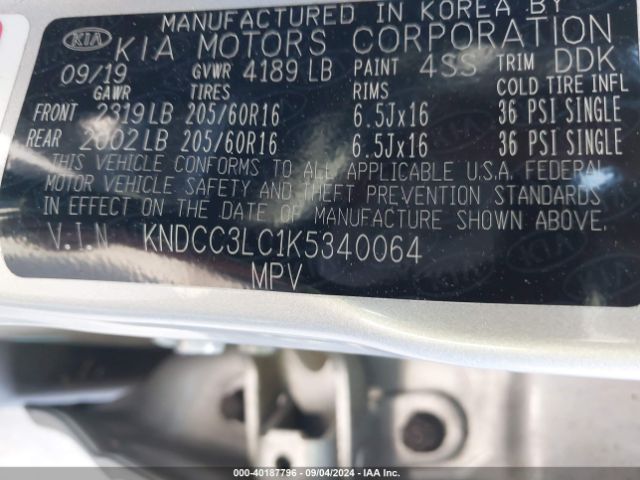 MANUFACTURED IN KOREA BY
KIA KIA MOTORS CORPORATION
09/19 GVWR 4189 LB PAINT 4SS TRIM DDK
GAWR TIRES RIMS COLD TIRE INFL
FRONT 2319 LB 205/60R16 6.5Jx16 36 PSI SINGLE
REAR 2002 LB 205/60R16 6.5Jx16 36 PSI SINGLE
THIS VEHICLE CONFORMS TO ALL APPLICABLE U.S.A. FEDERAL
MOTOR VEHICLE SAFETY AND THEFT PREVENTION STANDARDS
IN EFFECT ON THE DATE OF MANUFACTURE SHOWN ABOVE.
V.I.N KNDCC3LC1K5340064
MPV
000-40187796 - 09/04/2024 - IAA Inc.